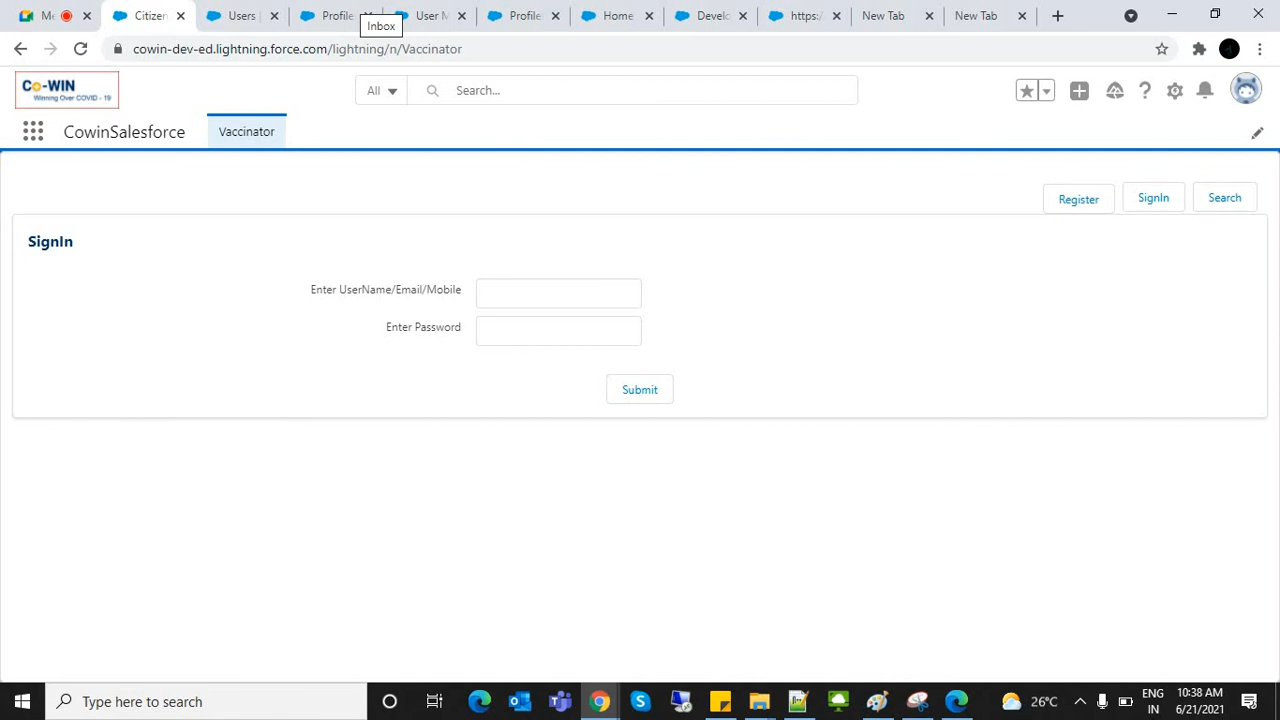 Me
Citizen
Users
Profile
User M
Profile
Home
Develo
https:/
New Tab
New Tab
Inbox
cowin-dev-ed.lightning.force.com/lightning/n/Vaccinator
Co-WIN
Winning Over COVID - 19
All
Search...
CowinSalesforce
Vaccinator
Register
SignIn
Search
SignIn
Enter UserName/Email/Mobile
Enter Password
Submit
Type here to search
26°C
ENG
IN
10:38 AM
6/21/2021